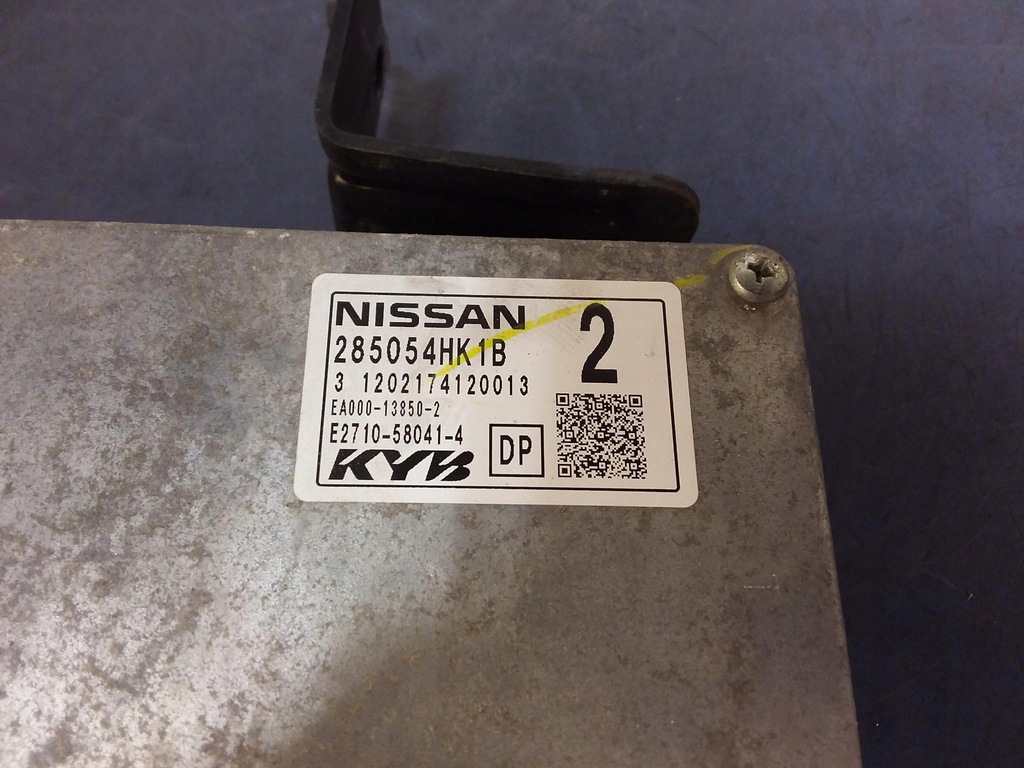 NISSAN
2
285054HK1B
3 1202174120013
EA000-13850-2
E2710-58041-4
DP
KYB